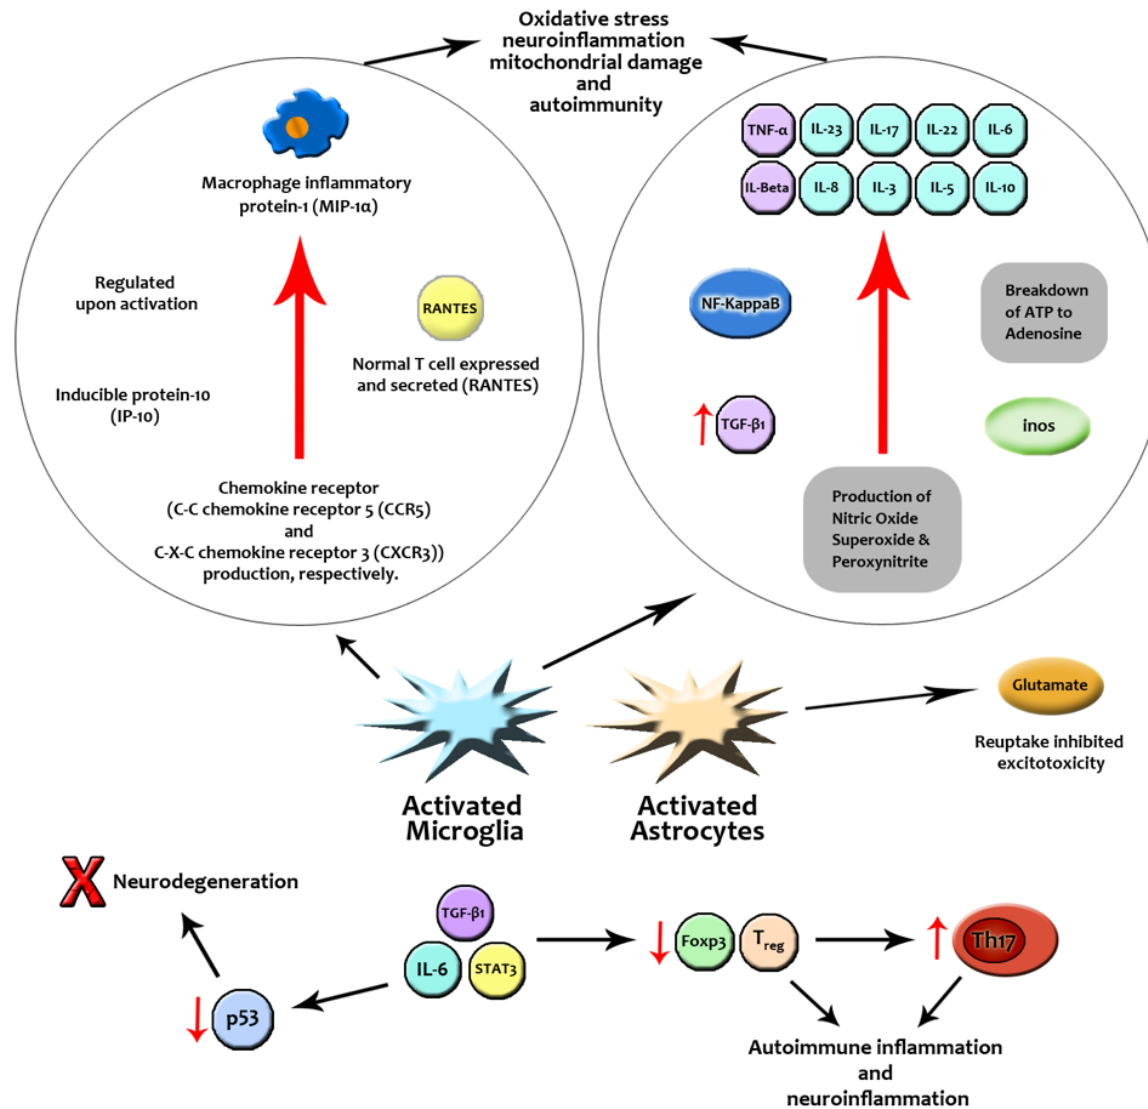 Oxidative stress
neuroinflammation
mitochondrial damage
and
autoimmunity
Macrophage inflammatory
protein-1 (MIP-1α)
Regulated
upon activation
RANTES
Normal T cell expressed
and secreted (RANTES)
Inducible protein-10
(IP-10)
Chemokine receptor
(C-C chemokine receptor 5 (CCR5)
and
C-X-C chemokine receptor 3 (CXCR3))
production, respectively.
TNF-α IL-23 IL-17 IL-22 IL-6
IL-Beta IL-8 IL-3 IL-5 IL-10
NF-KappaB
Breakdown
of ATP to
Adenosine
TGF-β1
inos
Production of
Nitric Oxide
Superoxide &
Peroxynitrite
Activated
Microglia
Activated
Astrocytes
Glutamate
Reuptake inhibited
excitotoxicity
X Neurodegeneration
TGF-β1
IL-6 STAT3
p53
Foxp3 Treg
Th17
Autoimmune inflammation
and
neuroinflammation